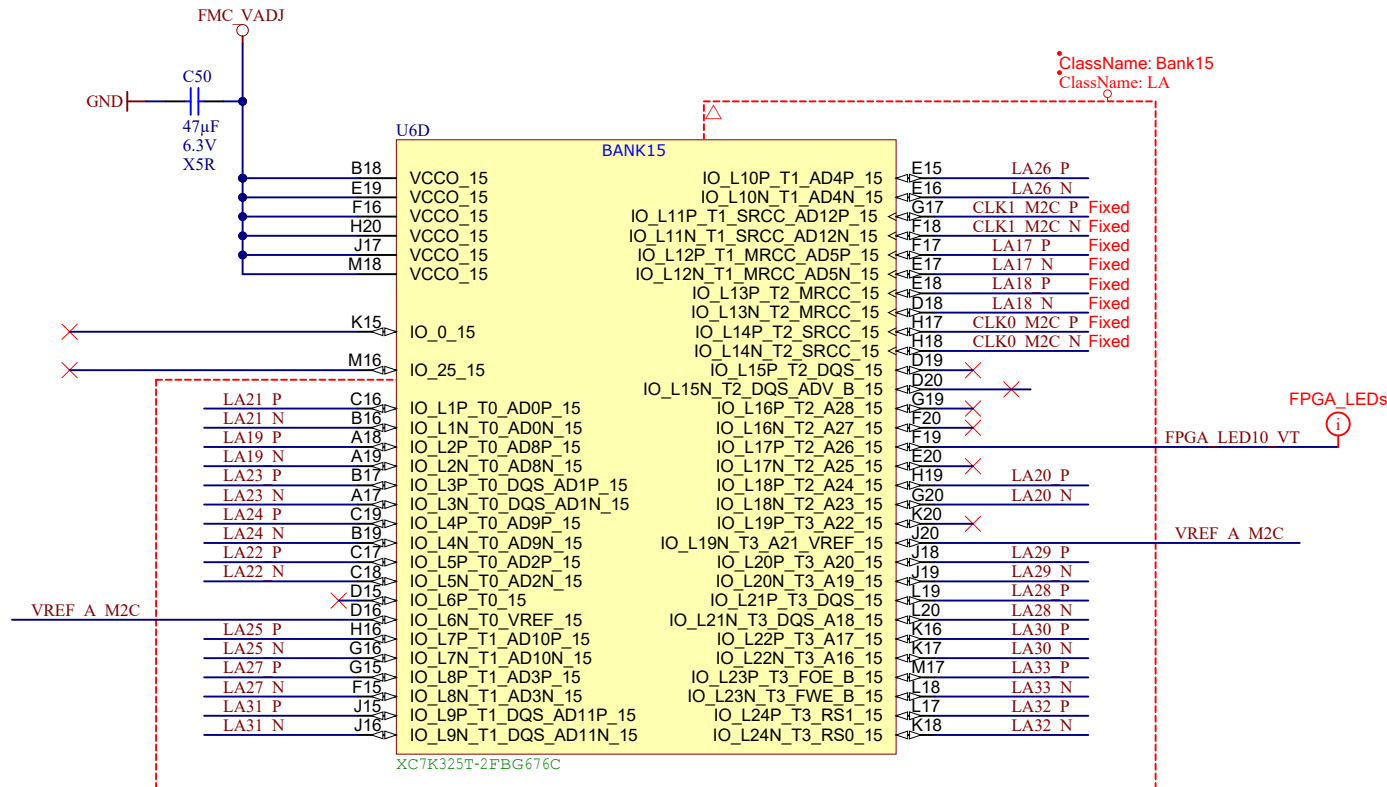 FMC_VADJ
ClassName: Bank15
ClassName: LA
C50
GND
47µF
6.3V
X5R
U6D
BANK15
B18 VCCO_15
E19 VCCO_15
F16 VCCO_15
H20 VCCO_15
J17 VCCO_15
M18 VCCO_15
K15 IO_0_15
M16 IO_25_15
LA21_P C16 IO_L1P_T0_AD0P_15
LA21_N B16 IO_L1N_T0_AD0N_15
LA19_P A18 IO_L2P_T0_AD8P_15
LA19_N A19 IO_L2N_T0_AD8N_15
LA23_P B17 IO_L3P_T0_DQS_AD1P_15
LA23_N A17 IO_L3N_T0_DQS_AD1N_15
LA24_P C19 IO_L4P_T0_AD9P_15
LA24_N B19 IO_L4N_T0_AD9N_15
LA22_P C17 IO_L5P_T0_AD2P_15
LA22_N C18 IO_L5N_T0_AD2N_15
D15 IO_L6P_T0_15
VREF_A_M2C D16 IO_L6N_T0_VREF_15
LA25_P H16 IO_L7P_T1_AD10P_15
LA25_N G16 IO_L7N_T1_AD10N_15
LA27_P G15 IO_L8P_T1_AD3P_15
LA27_N F15 IO_L8N_T1_AD3N_15
LA31_P J15 IO_L9P_T1_DQS_AD11P_15
LA31_N J16 IO_L9N_T1_DQS_AD11N_15
IO_L10P_T1_AD4P_15 E15 LA26_P
IO_L10N_T1_AD4N_15 E16 LA26_N
IO_L11P_T1_SRCC_AD12P_15 G17 CLK1_M2C_P Fixed
IO_L11N_T1_SRCC_AD12N_15 F18 CLK1_M2C_N Fixed
IO_L12P_T1_MRCC_AD5P_15 F17 LA17_P Fixed
IO_L12N_T1_MRCC_AD5N_15 E17 LA17_N Fixed
IO_L13P_T2_MRCC_15 E18 LA18_P Fixed
IO_L13N_T2_MRCC_15 D18 LA18_N Fixed
IO_L14P_T2_SRCC_15 H17 CLK0_M2C_P Fixed
IO_L14N_T2_SRCC_15 H18 CLK0_M2C_N Fixed
IO_L15P_T2_DQS_15 D19
IO_L15N_T2_DQS_ADV_B_15 D20
IO_L16P_T2_A28_15 G19
IO_L16N_T2_A27_15 F20
IO_L17P_T2_A26_15 F19 FPGA_LED10_VT
FPGA_LEDs
i
IO_L17N_T2_A25_15 E20
IO_L18P_T2_A24_15 H19 LA20_P
IO_L18N_T2_A23_15 G20 LA20_N
IO_L19P_T3_A22_15 K20
IO_L19N_T3_A21_VREF_15 J20 VREF_A_M2C
IO_L20P_T3_A20_15 J18 LA29_P
IO_L20N_T3_A19_15 J19 LA29_N
IO_L21P_T3_DQS_15 L19 LA28_P
IO_L21N_T3_DQS_A18_15 L20 LA28_N
IO_L22P_T3_A17_15 K16 LA30_P
IO_L22N_T3_A16_15 K17 LA30_N
IO_L23P_T3_FOE_B_15 M17 LA33_P
IO_L23N_T3_FWE_B_15 L18 LA33_N
IO_L24P_T3_RS1_15 L17 LA32_P
IO_L24N_T3_RS0_15 K18 LA32_N
XC7K325T-2FBG676C